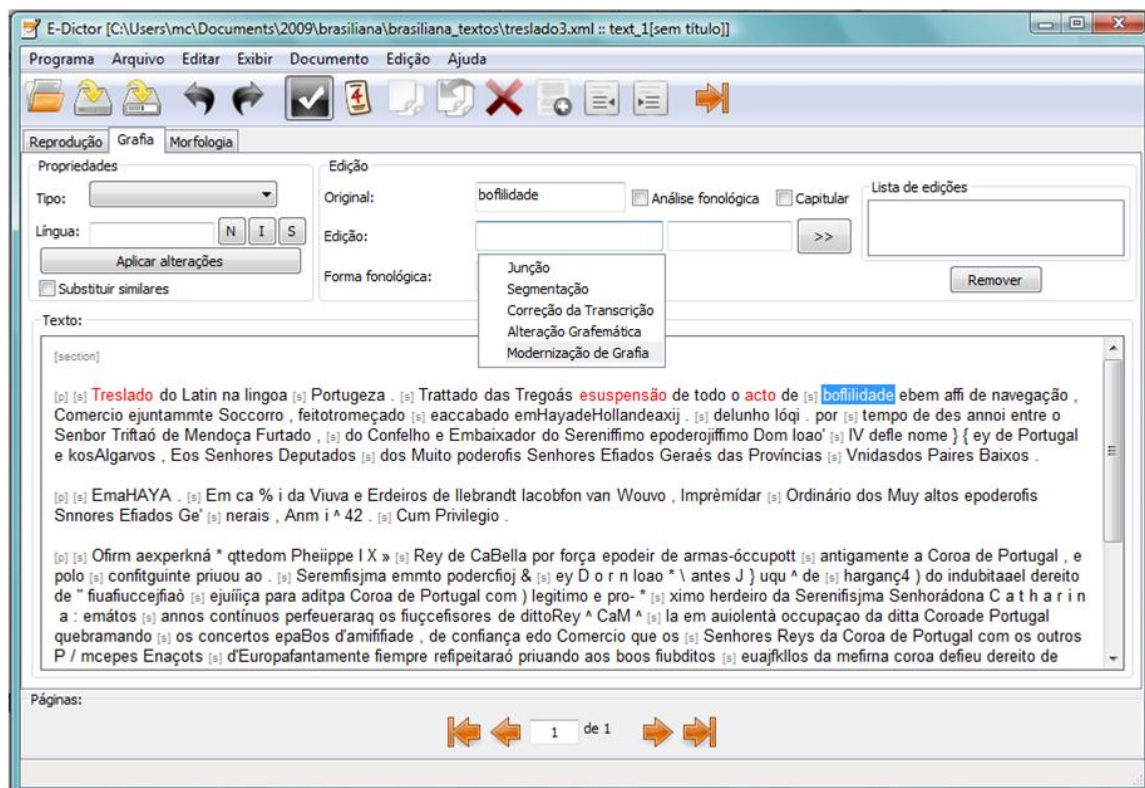 E-Dictor [C:\Users\mc\Documents\2009\brasiliana\brasiliana_textos\treslado3.xml :: text_1[sem título]]
Programa Arquivo Editar Exibir Documento Edição Ajuda
Reprodução Grafia Morfologia
Propriedades
Tipo:
Língua: N I S
Aplicar alterações
Substituir similares
Edição
Original: boflilidade Análise fonológica Capitular
Edição: >>
Forma fonológica:
Junção
Segmentação
Correção da Transcrição
Alteração Grafemática
Modernização de Grafia
Lista de edições
Remover
Texto:
[section]
[p] [s] Treslado do Latin na lingoa [s] Portugeza . [s] Trattado das Tregoás esuspensão de todo o acto de [s] boflilidade ebem affi de navegação ,
Comercio ejuntammte Soccorro , feitotromeçado [s] eaccabado emHayadeHollandeaxij . [s] delunho lóqi . por [s] tempo de des annoi entre o
Senbor Triftaó de Mendoça Furtado , [s] do Confelho e Embaixador do Sereniffimo epoderojiffimo Dom loao' [s] IV defle nome } { ey de Portugal
e kosAlgarvos , Eos Senhores Deputados [s] dos Muito poderofis Senhores Efiados Geraés das Províncias [s] Vnidasdos Paires Baixos .
[p] [s] EmaHAYA . [s] Em ca % i da Viuva e Erdeiros de llebrandt lacobfon van Wouvo , Imprèmídar [s] Ordinário dos Muy altos epoderofis
Snnores Efiados Ge' [s] nerais , Anm i ^ 42 . [s] Cum Privilegio .
[p] [s] Ofirm aexperkná * qttedom Pheiippe I X » [s] Rey de CaBella por força epodeir de armas-óccupott [s] antigamente a Coroa de Portugal , e
polo [s] confitguinte priuou ao . [s] Seremfisjma emmto podercfioj & [s] ey D o r n loao * \ antes J } uqu ^ de [s] harganç4 ) do indubitaael dereito
de " fiuafiuccejfiaò [s] ejuíiiça para aditpa Coroa de Portugal com ) legitimo e pro- * [s] ximo herdeiro da Serenifisjma Senhorádona C a t h a r i n
a : emátos [s] annos contínuos perfeueraraq os fiuçcefisores de dittoRey ^ CaM ^ [s] la em auiolentà occupaçao da ditta Coroade Portugal
quebramando [s] os concertos epaBos d'amififiade , de confiança edo Comercio que os [s] Senhores Reys da Coroa de Portugal com os outros
P / mcepes Enaçots [s] d'Europafantamente fiempre refipeitaraó priuando aos boos fiubditos [s] euajfkllos da mefirna coroa defieu dereito de
Páginas:
1 de 1